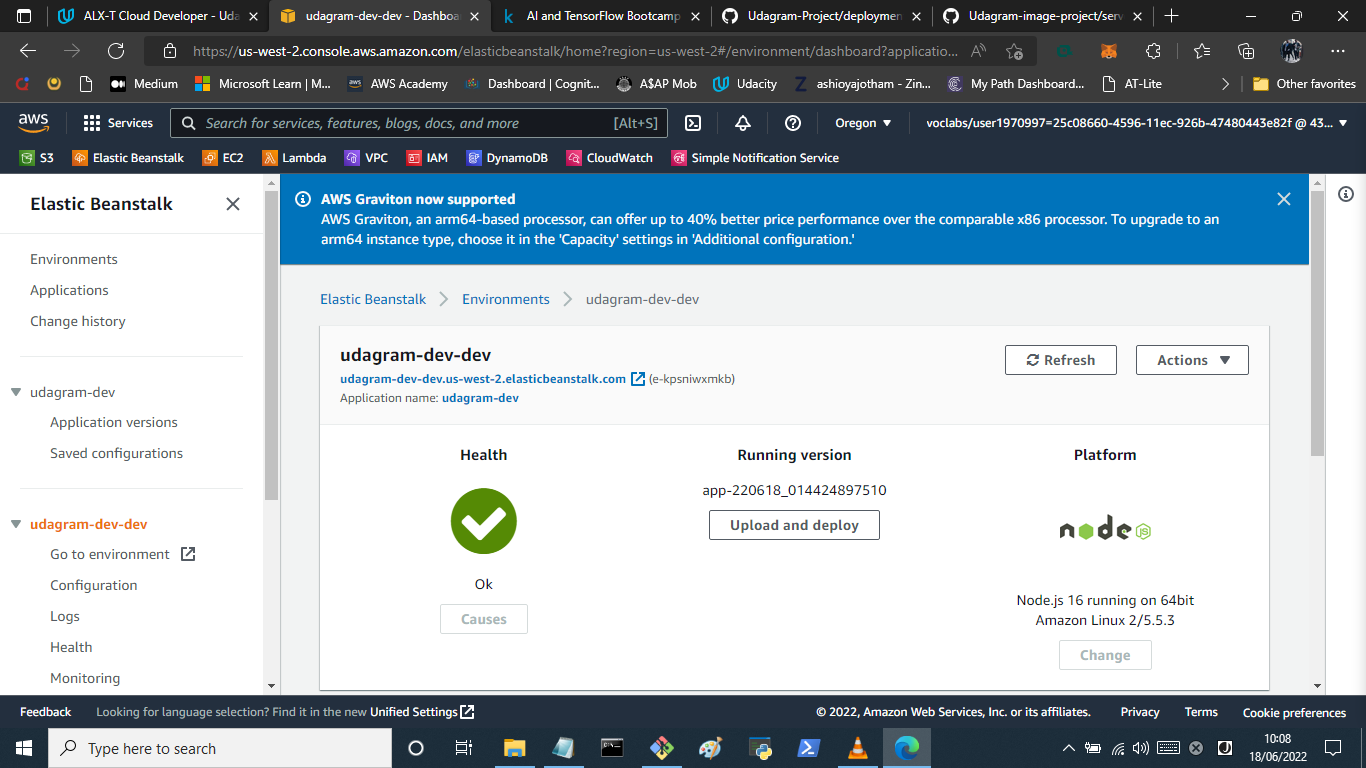 ALX-T Cloud Developer - Uda
udagram-dev-dev - Dashboa
AI and TensorFlow Bootcamp
Udagram-Project/deploymen
Udagram-image-project/serv
https://us-west-2.console.aws.amazon.com/elasticbeanstalk/home?region=us-west-2#/environment/dashboard?applicatio...
Medium
Microsoft Learn | M...
AWS Academy
Dashboard | Cognit...
A$AP Mob
Udacity
ashioyajotham - Zin...
My Path Dashboard...
AT-Lite
Other favorites
aws
Services
Search for services, features, blogs, docs, and more
[Alt+S]
Oregon
voclabs/user1970997=25c08660-4596-11ec-926b-47480443e82f @ 43...
S3
Elastic Beanstalk
EC2
Lambda
VPC
IAM
DynamoDB
CloudWatch
Simple Notification Service
Elastic Beanstalk
Environments
Applications
Change history
udagram-dev
Application versions
Saved configurations
udagram-dev-dev
Go to environment
Configuration
Logs
Health
Monitoring
AWS Graviton now supported
AWS Graviton, an arm64-based processor, can offer up to 40% better price performance over the comparable x86 processor. To upgrade to an
arm64 instance type, choose it in the 'Capacity' settings in 'Additional configuration.'
Elastic Beanstalk
Environments
udagram-dev-dev
udagram-dev-dev
udagram-dev-dev.us-west-2.elasticbeanstalk.com (e-kpsniwxmkb)
Application name: udagram-dev
Refresh
Actions
Health
Ok
Causes
Running version
app-220618_014424897510
Upload and deploy
Platform
node JS
Node.js 16 running on 64bit
Amazon Linux 2/5.5.3
Change
Feedback
Looking for language selection? Find it in the new Unified Settings
© 2022, Amazon Web Services, Inc. or its affiliates.
Privacy
Terms
Cookie preferences
Type here to search
10:08
18/06/2022